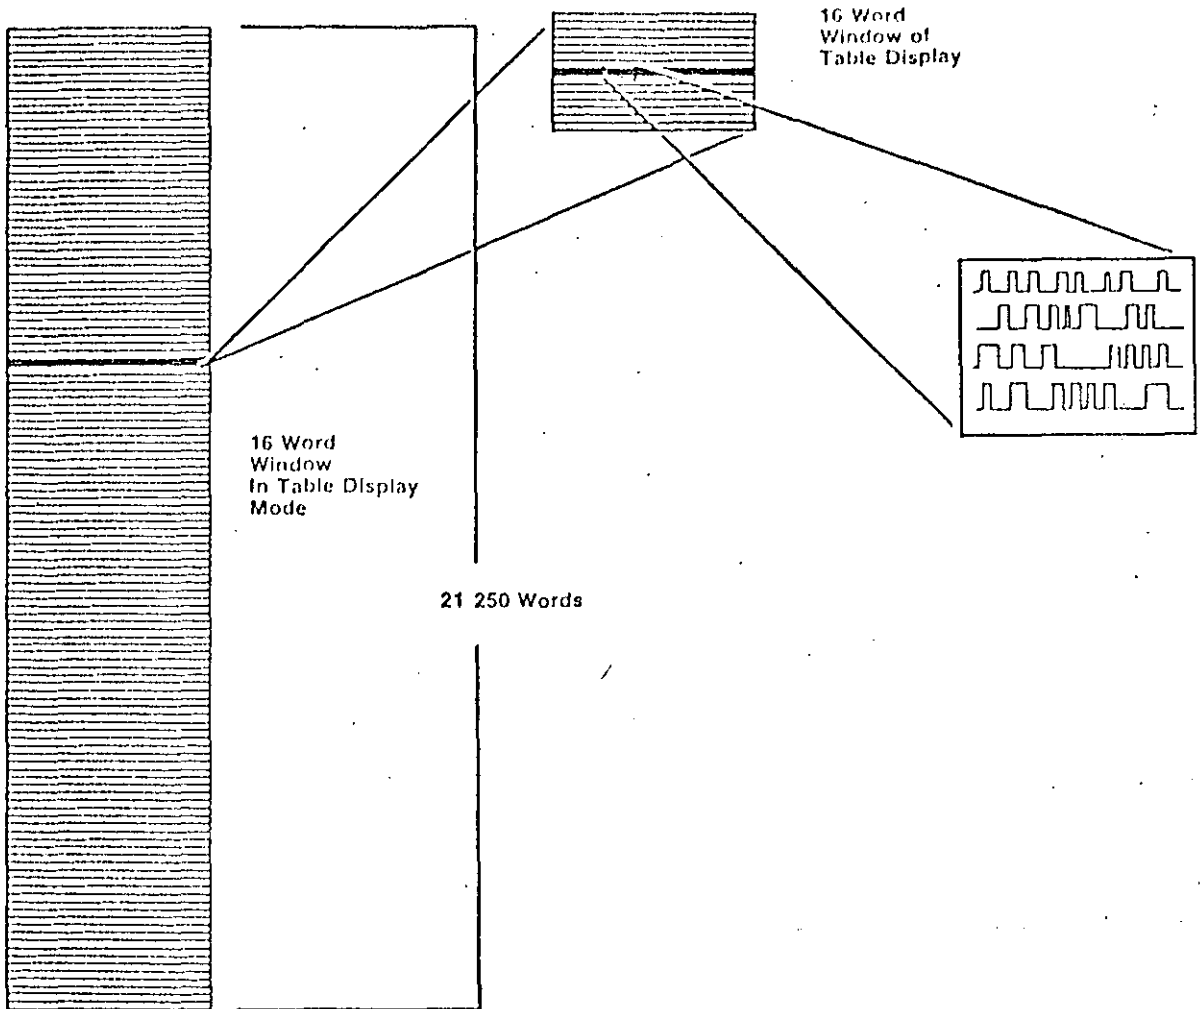 16 Word
Window of
Table Display
16 Word
Window
In Table Display
Mode
21 250 Words